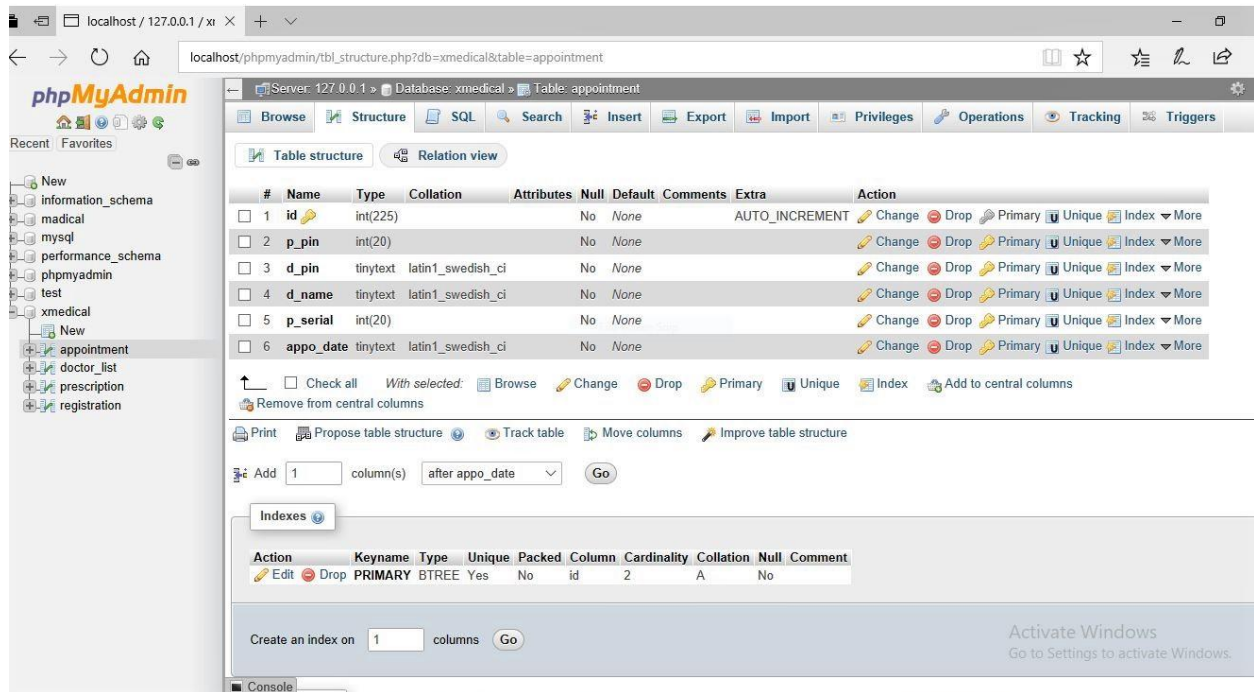 localhost / 127.0.0.1 / xı
localhost/phpmyadmin/tbl_structure.php?db=xmedical&table=appointment
phpMyAdmin
Recent Favorites
New
information_schema
madical
mysql
performance_schema
phpmyadmin
test
xmedical
New
appointment
doctor_list
prescription
registration
Server: 127.0.0.1 » Database: xmedical » Table: appointment
Browse Structure SQL Search Insert Export Import Privileges Operations Tracking Triggers
Table structure Relation view
# Name Type Collation Attributes Null Default Comments Extra Action
1 id int(225) No None AUTO_INCREMENT Change Drop Primary Unique Index More
2 p_pin int(20) No None Change Drop Primary Unique Index More
3 d_pin tinytext latin1_swedish_ci No None Change Drop Primary Unique Index More
4 d_name tinytext latin1_swedish_ci No None Change Drop Primary Unique Index More
5 p_serial int(20) No None Change Drop Primary Unique Index More
6 appo_date tinytext latin1_swedish_ci No None Change Drop Primary Unique Index More
Check all With selected: Browse Change Drop Primary Unique Index Add to central columns
Remove from central columns
Print Propose table structure Track table Move columns Improve table structure
Add 1 column(s) after appo_date Go
Indexes
Action Keyname Type Unique Packed Column Cardinality Collation Null Comment
Edit Drop PRIMARY BTREE Yes No id 2 A No
Create an index on 1 columns Go
Activate Windows
Go to Settings to activate Windows.
Console